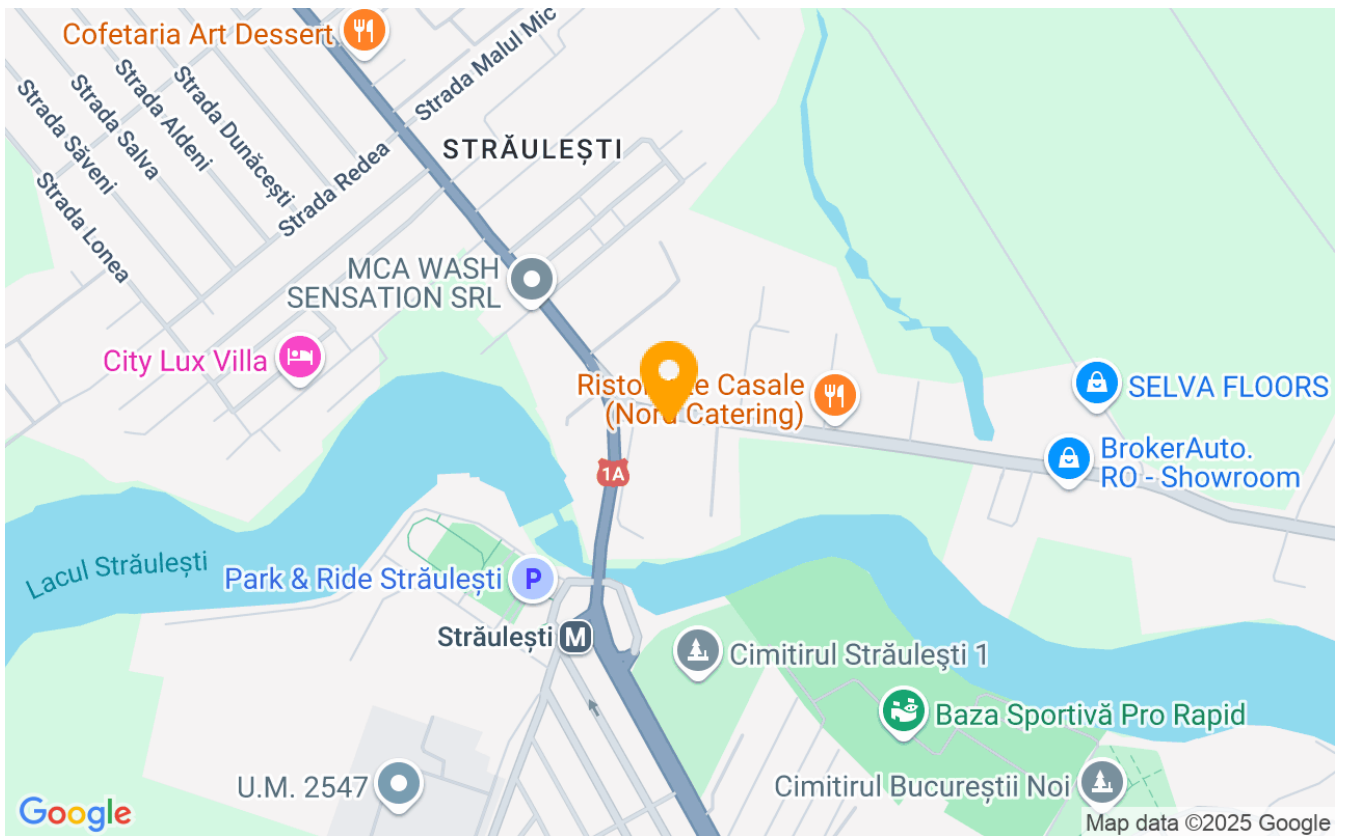 Cofetaria Art Dessert
Strada Malul Mic
Strada Dunăcești
Strada Aldeni
Strada Salva
Strada Săveni
STRĂULEȘTI
Strada Redea
Strada Lonea
MCA WASH
SENSATION SRL
City Lux Villa
Casale
(Nord Catering)
SELVA FLOORS
BrokerAuto.
RO - Showroom
1A
Lacul Străulești
Park & Ride Străulești
P
Străulești
M
Cimitirul Străuleşti 1
Baza Sportivă Pro Rapid
U.M. 2547
Cimitirul Bucureștii Noi
Google
Map data ©2025 Google